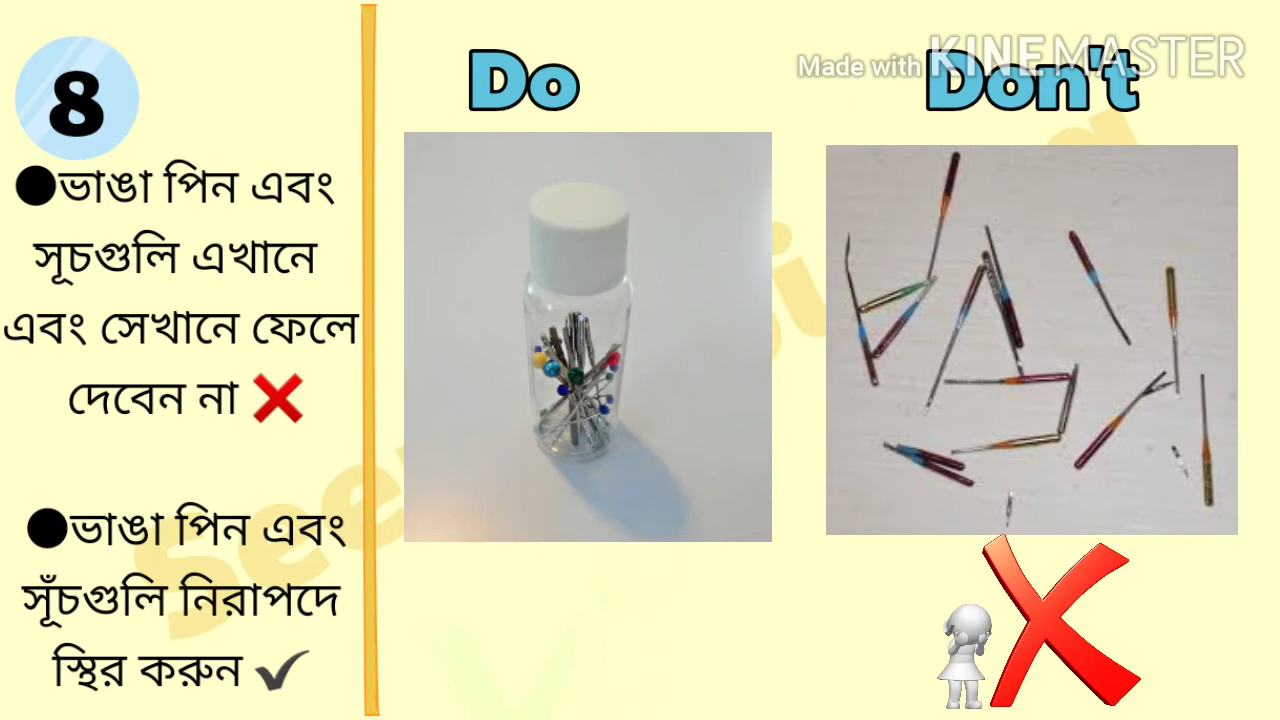 8
●ভাঙা পিন এবং
সূচগুলি এখানে
এবং সেখানে ফেলে
দেবেন না ❌
●ভাঙা পিন এবং
সূঁচগুলি নিরাপদে
স্থির করুন ✔
Do
Don't
Made with KINEMASTER